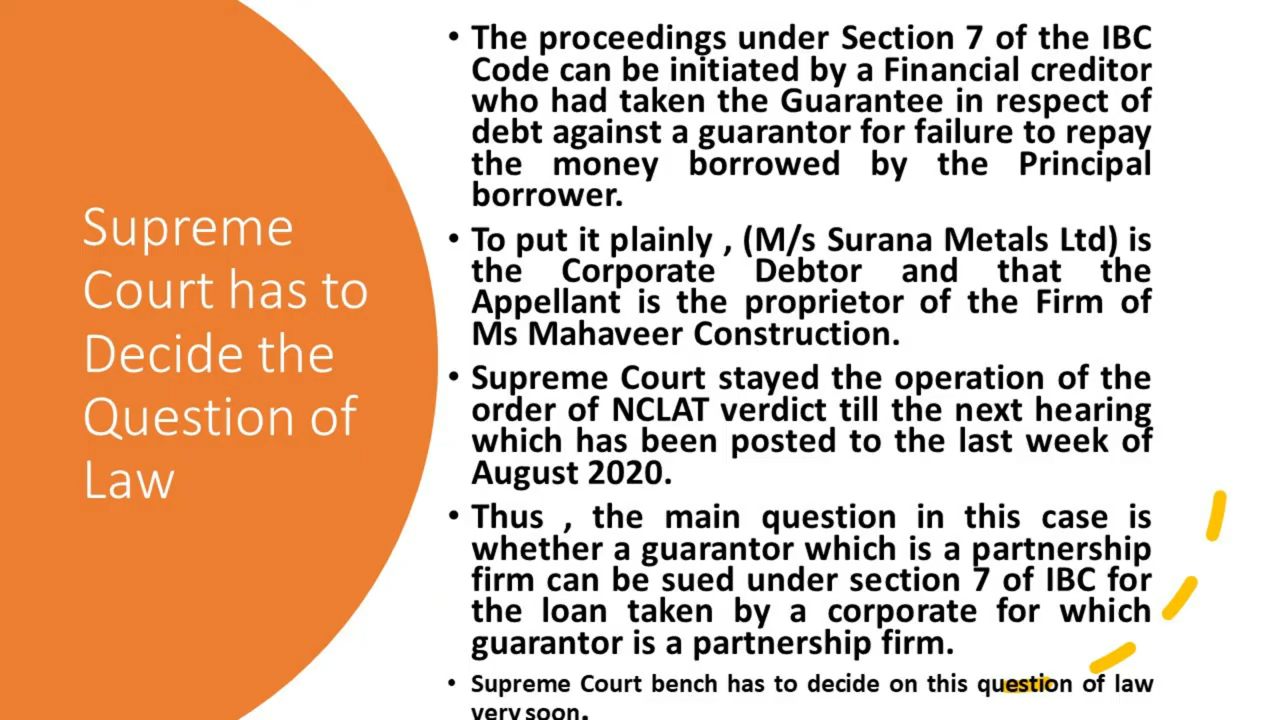 Supreme
Court has to
Decide the
Question of
Law
• The proceedings under Section 7 of the IBC
Code can be initiated by a Financial creditor
who had taken the Guarantee in respect of
debt against a guarantor for failure to repay
the money borrowed by the Principal
borrower.
• To put it plainly , (M/s Surana Metals Ltd) is
the Corporate Debtor and that the
Appellant is the proprietor of the Firm of
Ms Mahaveer Construction.
• Supreme Court stayed the operation of the
order of NCLAT verdict till the next hearing
which has been posted to the last week of
August 2020.
• Thus , the main question in this case is
whether a guarantor which is a partnership
firm can be sued under section 7 of IBC for
the loan taken by a corporate for which
guarantor is a partnership firm.
• Supreme Court bench has to decide on this question of law
very soon.